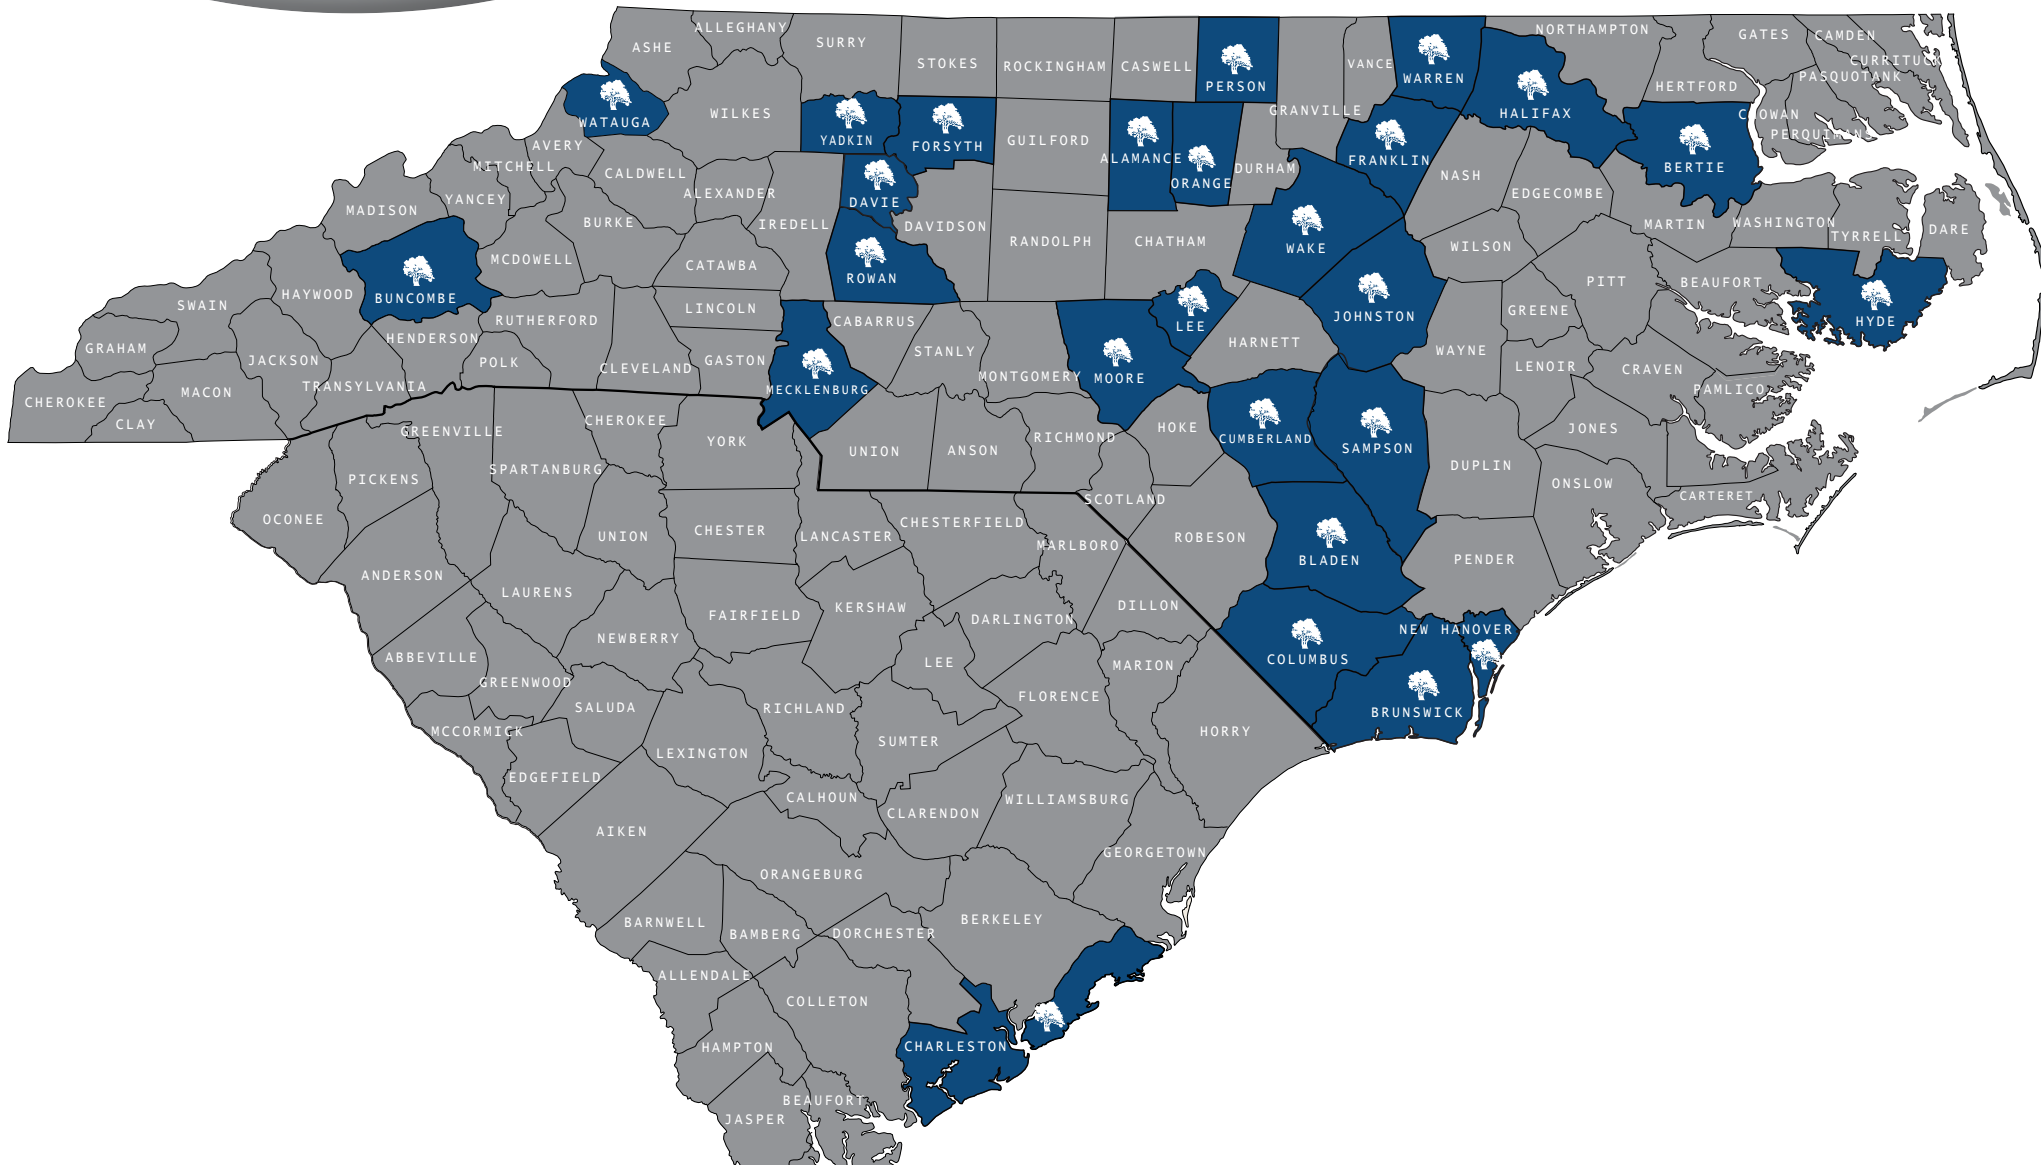 ALLEGHANY
ASHE
SURRY
STOKES
ROCKINGHAM
CASWELL
PERSON
VANCE
WARREN
NORTHAMPTON
GATES
CAMDEN
CURRITUCK
PASQUOTANK
HERTFORD
CHOWAN
PERQUIMANS
WATAUGA
WILKES
YADKIN
FORSYTH
GUILFORD
ALAMANCE
ORANGE
DURHAM
GRANVILLE
FRANKLIN
HALIFAX
BERTIE
AVERY
MITCHELL
YANCEY
MADISON
CALDWELL
ALEXANDER
IREDELL
DAVIE
DAVIDSON
RANDOLPH
CHATHAM
WAKE
NASH
EDGECOMBE
MARTIN
WASHINGTON
TYRRELL
DARE
BURKE
MCDOWELL
CATAWBA
ROWAN
WILSON
PITT
BEAUFORT
HYDE
BUNCOMBE
HAYWOOD
SWAIN
RUTHERFORD
LINCOLN
CABARRUS
LEE
JOHNSTON
GREENE
GRAHAM
JACKSON
HENDERSON
POLK
CLEVELAND
GASTON
STANLY
MONTGOMERY
MOORE
HARNETT
WAYNE
LENOIR
CRAVEN
PAMLICO
CHEROKEE
MACON
TRANSYLVANIA
CLAY
MECKLENBURG
UNION
ANSON
RICHMOND
HOKE
CUMBERLAND
SAMPSON
DUPLIN
JONES
ONSLOW
CARTERET
SCOTLAND
ROBESON
BLADEN
PENDER
COLUMBUS
NEW HANOVER
BRUNSWICK
GREENVILLE
CHEROKEE
YORK
PICKENS
SPARTANBURG
OCONEE
UNION
CHESTER
LANCASTER
CHESTERFIELD
MARLBORO
ANDERSON
LAURENS
FAIRFIELD
KERSHAW
DARLINGTON
DILLON
ABBEVILLE
NEWBERRY
LEE
MARION
GREENWOOD
SALUDA
RICHLAND
FLORENCE
MCCORMICK
LEXINGTON
SUMTER
HORRY
EDGEFIELD
CALHOUN
CLARENDON
WILLIAMSBURG
AIKEN
GEORGETOWN
ORANGEBURG
BARNWELL
BAMBERG
DORCHESTER
BERKELEY
ALLENDALE
COLLETON
HAMPTON
CHARLESTON
BEAUFORT
JASPER